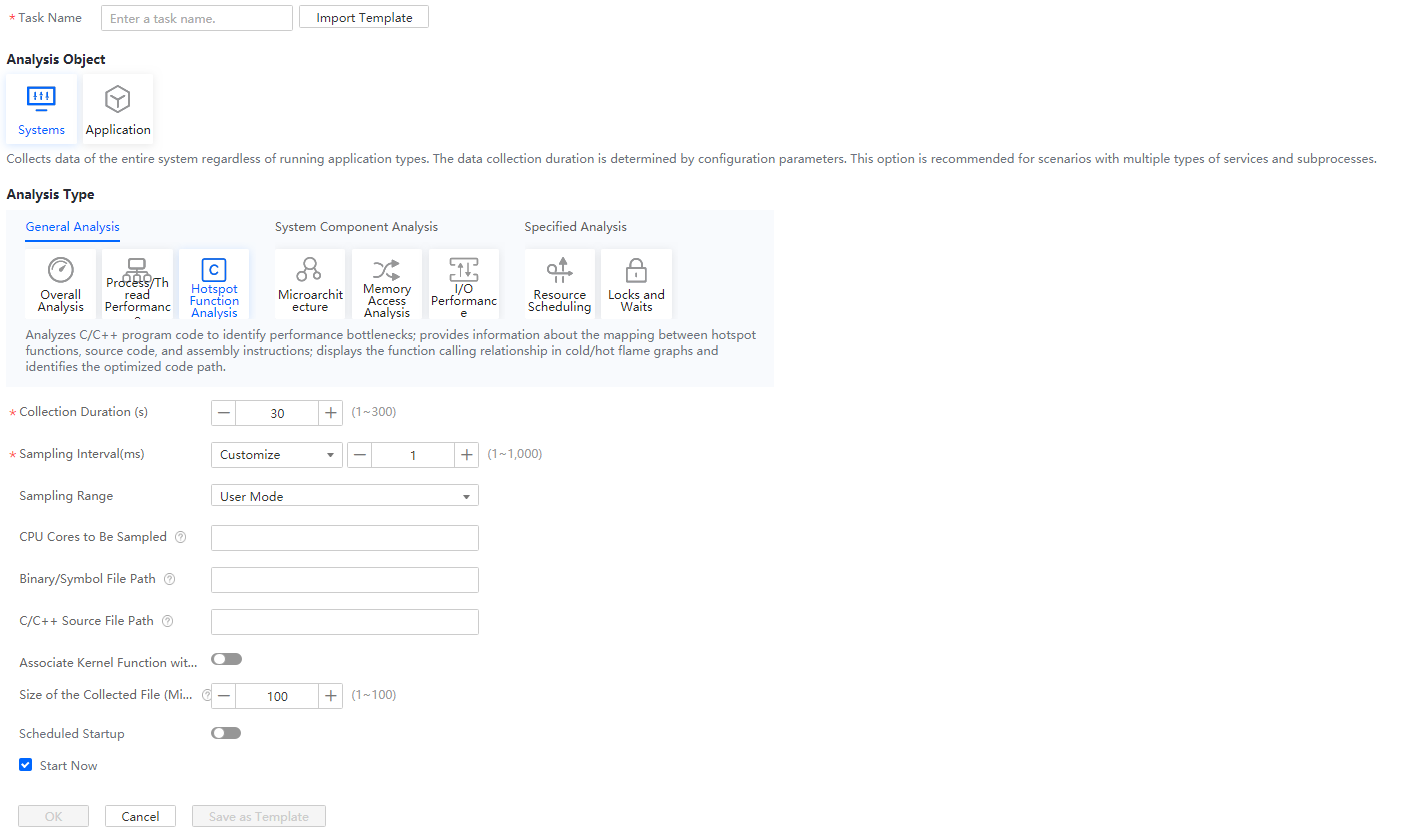 * Task Name Enter a task name. Import Template
Analysis Object
Systems Application
Collects data of the entire system regardless of running application types. The data collection duration is determined by configuration parameters. This option is recommended for scenarios with multiple types of services and subprocesses.
Analysis Type
General Analysis System Component Analysis Specified Analysis
Overall
Analysis
Process/Th
read
Performanc
C
Hotspot
Function
Analysis
Microarchit
ecture
Memory
Access
Analysis
I/O
Performanc
e
Resource
Scheduling
Locks and
Waits
Analyzes C/C++ program code to identify performance bottlenecks; provides information about the mapping between hotspot
functions, source code, and assembly instructions; displays the function calling relationship in cold/hot flame graphs and
identifies the optimized code path.
* Collection Duration (s) — 30 + (1~300)
* Sampling Interval(ms) Customize — 1 + (1~1,000)
Sampling Range User Mode
CPU Cores to Be Sampled ?
Binary/Symbol File Path ?
C/C++ Source File Path ?
Associate Kernel Function wit...
Size of the Collected File (Mi... ? — 100 + (1~100)
Scheduled Startup
Start Now
OK Cancel Save as Template